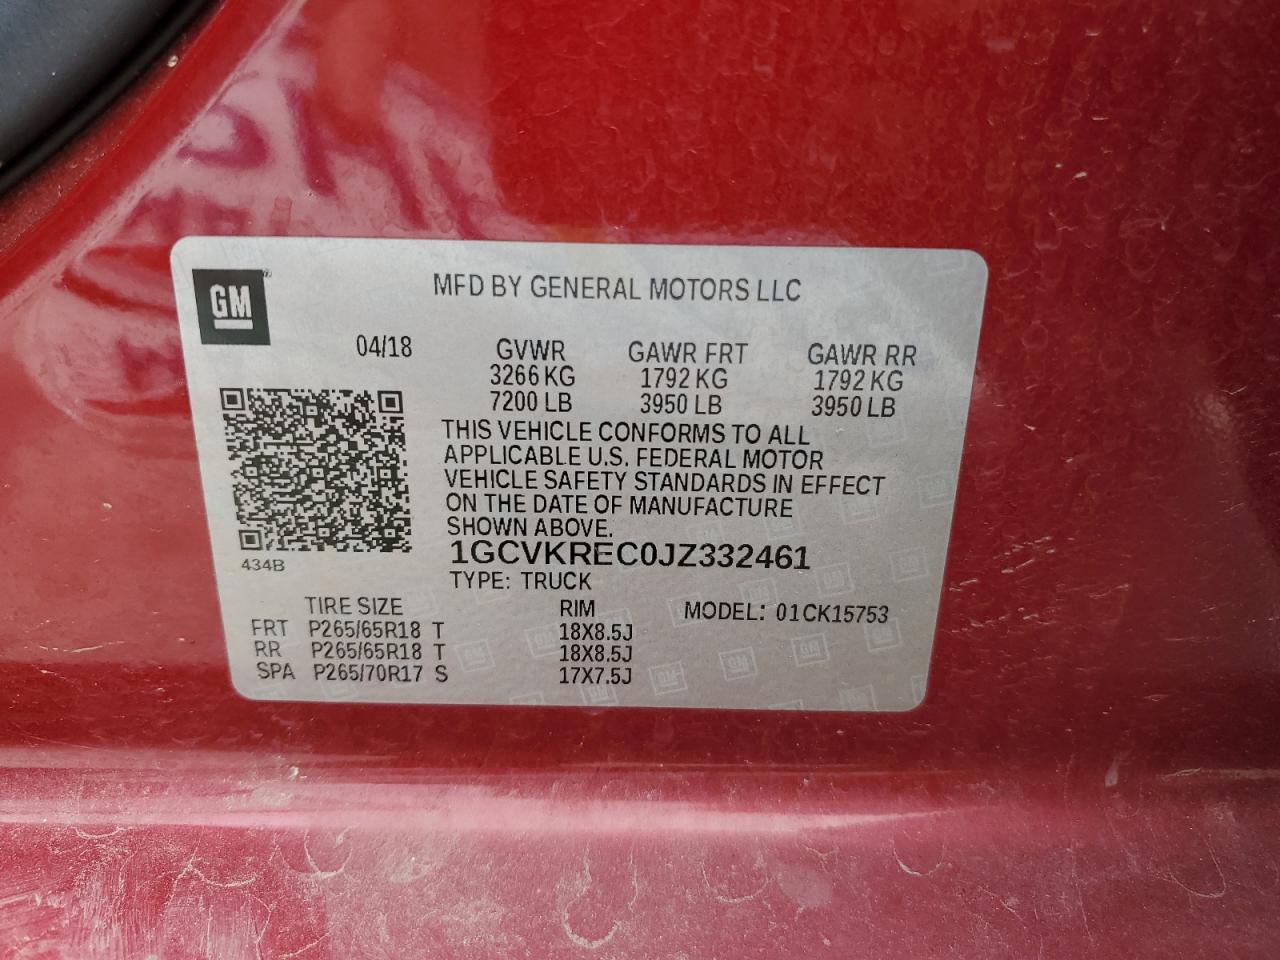 GM
MFD BY GENERAL MOTORS LLC
04/18
GVWR GAWR FRT GAWR RR
3266 KG 1792 KG 1792 KG
7200 LB 3950 LB 3950 LB
THIS VEHICLE CONFORMS TO ALL
APPLICABLE U.S. FEDERAL MOTOR
VEHICLE SAFETY STANDARDS IN EFFECT
ON THE DATE OF MANUFACTURE
SHOWN ABOVE.
434B
1GCVKREC0JZ332461
TYPE: TRUCK
TIRE SIZE RIM MODEL: 01CK15753
FRT P265/65R18 T 18X8.5J
RR P265/65R18 T 18X8.5J
SPA P265/70R17 S 17X7.5J